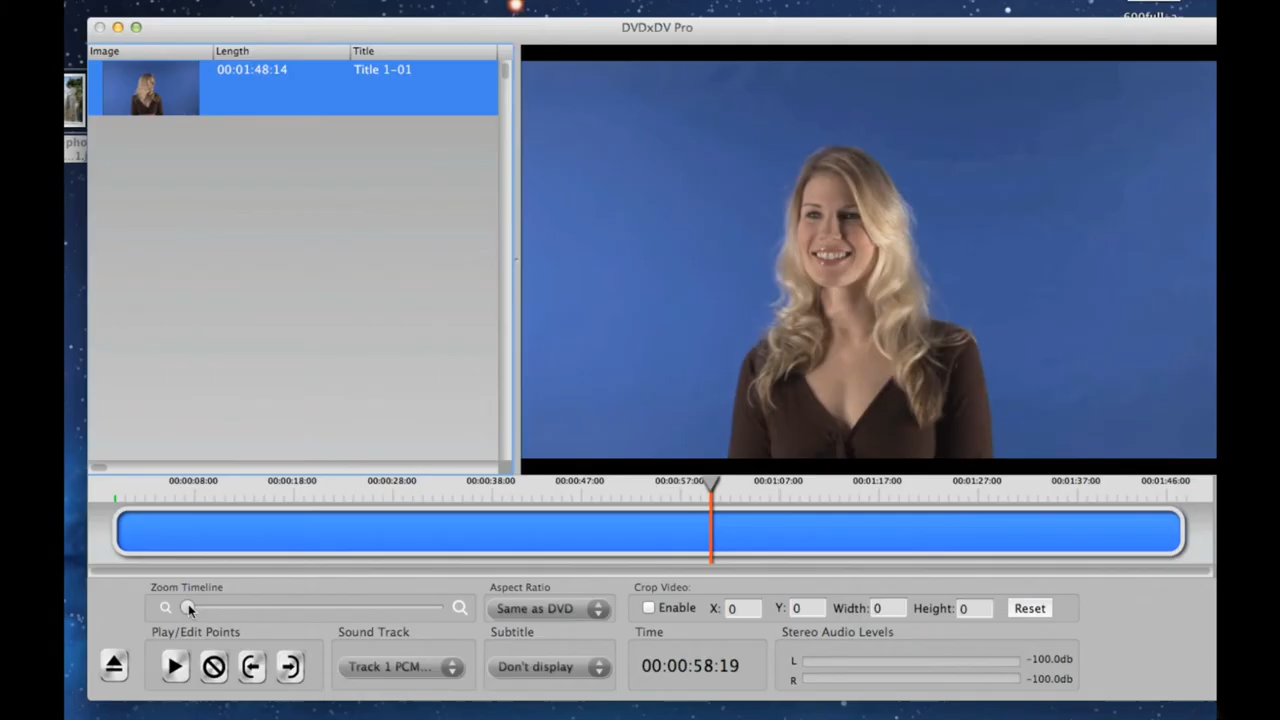 DVDxDV Pro
Image Length Title
00:01:48:14 Title 1-01
pho
...1.j
00:00:08:00 00:00:18:00 00:00:28:00 00:00:38:00 00:00:47:00 00:00:57:00 00:01:07:00 00:01:17:00 00:01:27:00 00:01:37:00 00:01:46:00
Zoom Timeline Aspect Ratio Crop Video:
Same as DVD Enable X: 0 Y: 0 Width: 0 Height: 0 Reset
Play/Edit Points Sound Track Subtitle Time Stereo Audio Levels
Track 1 PCM... Don't display 00:00:58:19
L -100.0db
R -100.0db